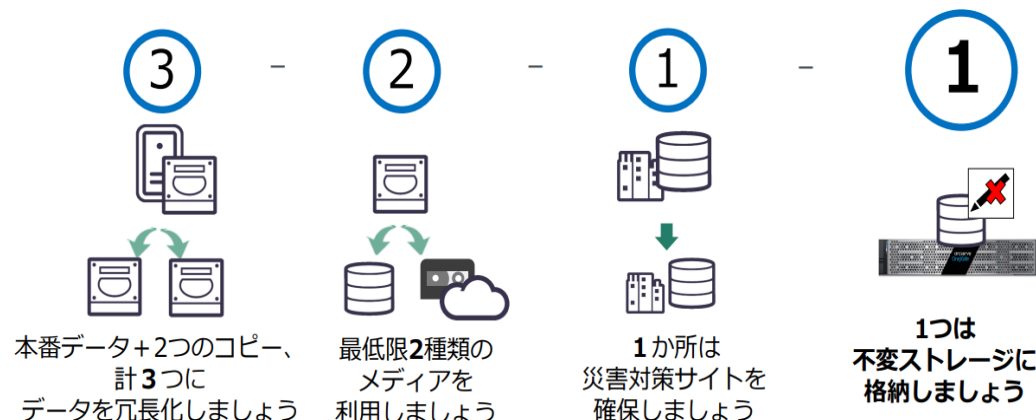 3 – 2 – 1 – 1
本番データ+2つのコピー、
計3つに
データを冗長化しましょう
最低限2種類の
メディアを
利用しましょう
1か所は
災害対策サイトを
確保しましょう
1つは
不変ストレージに
格納しましょう